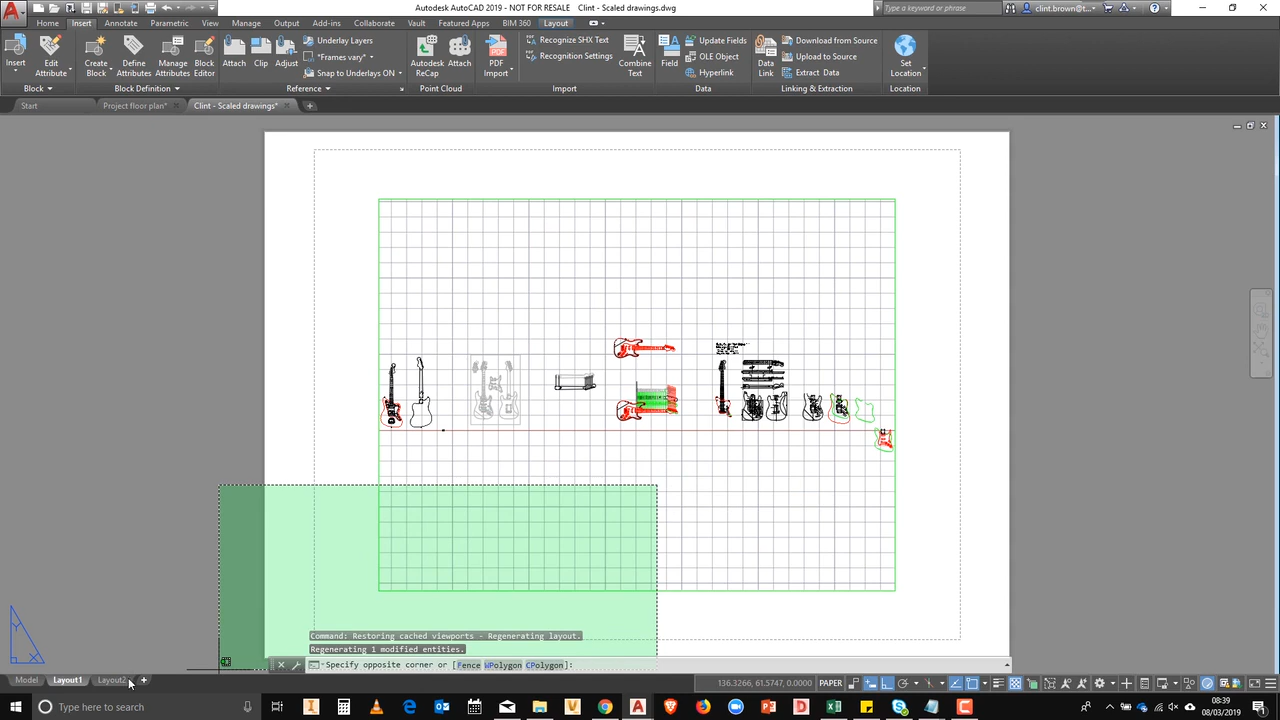 Autodesk AutoCAD 2019 - NOT FOR RESALE   Clint - Scaled drawings.dwg
Type a keyword or phrase
clint.brown@t...
Home Insert Annotate Parametric View Manage Output Add-ins Collaborate Vault Featured Apps BIM 360 Layout
Insert
Edit Attribute
Create Block
Define Attributes
Manage Attributes
Block Editor
Attach
Clip
Adjust
Underlay Layers
*Frames vary*
Snap to Underlays ON
Autodesk ReCap
Attach
PDF Import
Recognize SHX Text
Recognition Settings
Combine Text
Field
Update Fields
OLE Object
Hyperlink
Data Link
Download from Source
Upload to Source
Extract Data
Set Location
Block
Block Definition
Reference
Point Cloud
Import
Data
Linking & Extraction
Location
Start
Project floor plan*
Clint - Scaled drawings*
Y
X
Command: Restoring cached viewports - Regenerating layout.
Regenerating 1 modified entities.
Specify opposite corner or [Fence WPolygon CPolygon]:
Model Layout1 Layout2
136.3266, 61.5747, 0.0000 PAPER
Type here to search
08:39
08/03/2019